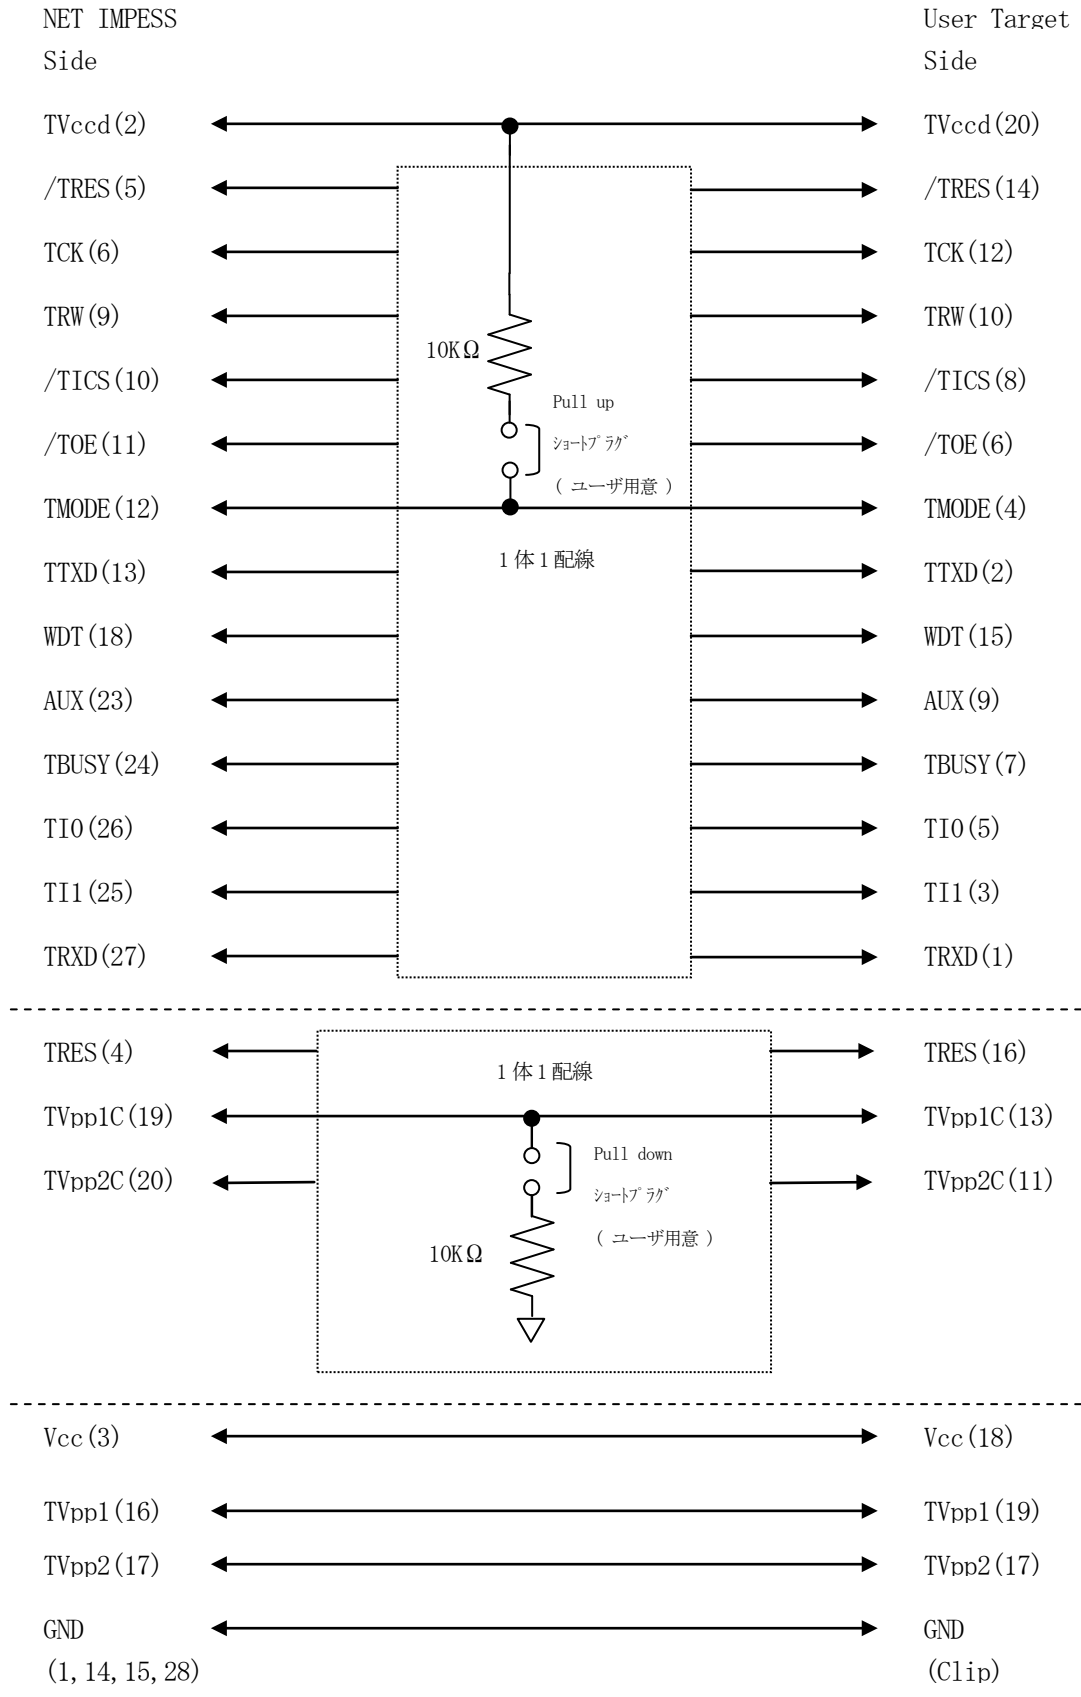 NET IMPESS User Target
Side Side
TVccd(2) TVccd(20)
/TRES(5) /TRES(14)
TCK(6) TCK(12)
TRW(9) TRW(10)
10KΩ
/TICS(10) /TICS(8)
Pull up
/TOE(11) ｼｮｰﾄﾌﾟﾗｸﾞ /TOE(6)
( ユーザ用意 )
TMODE(12) TMODE(4)
1体1配線
TTXD(13) TTXD(2)
WDT(18) WDT(15)
AUX(23) AUX(9)
TBUSY(24) TBUSY(7)
TI0(26) TI0(5)
TI1(25) TI1(3)
TRXD(27) TRXD(1)
TRES(4) TRES(16)
1体1配線
TVpp1C(19) TVpp1C(13)
Pull down
TVpp2C(20) TVpp2C(11)
ｼｮｰﾄﾌﾟﾗｸﾞ
( ユーザ用意 )
10KΩ
Vcc(3) Vcc(18)
TVpp1(16) TVpp1(19)
TVpp2(17) TVpp2(17)
GND GND
(1,14,15,28) (Clip)